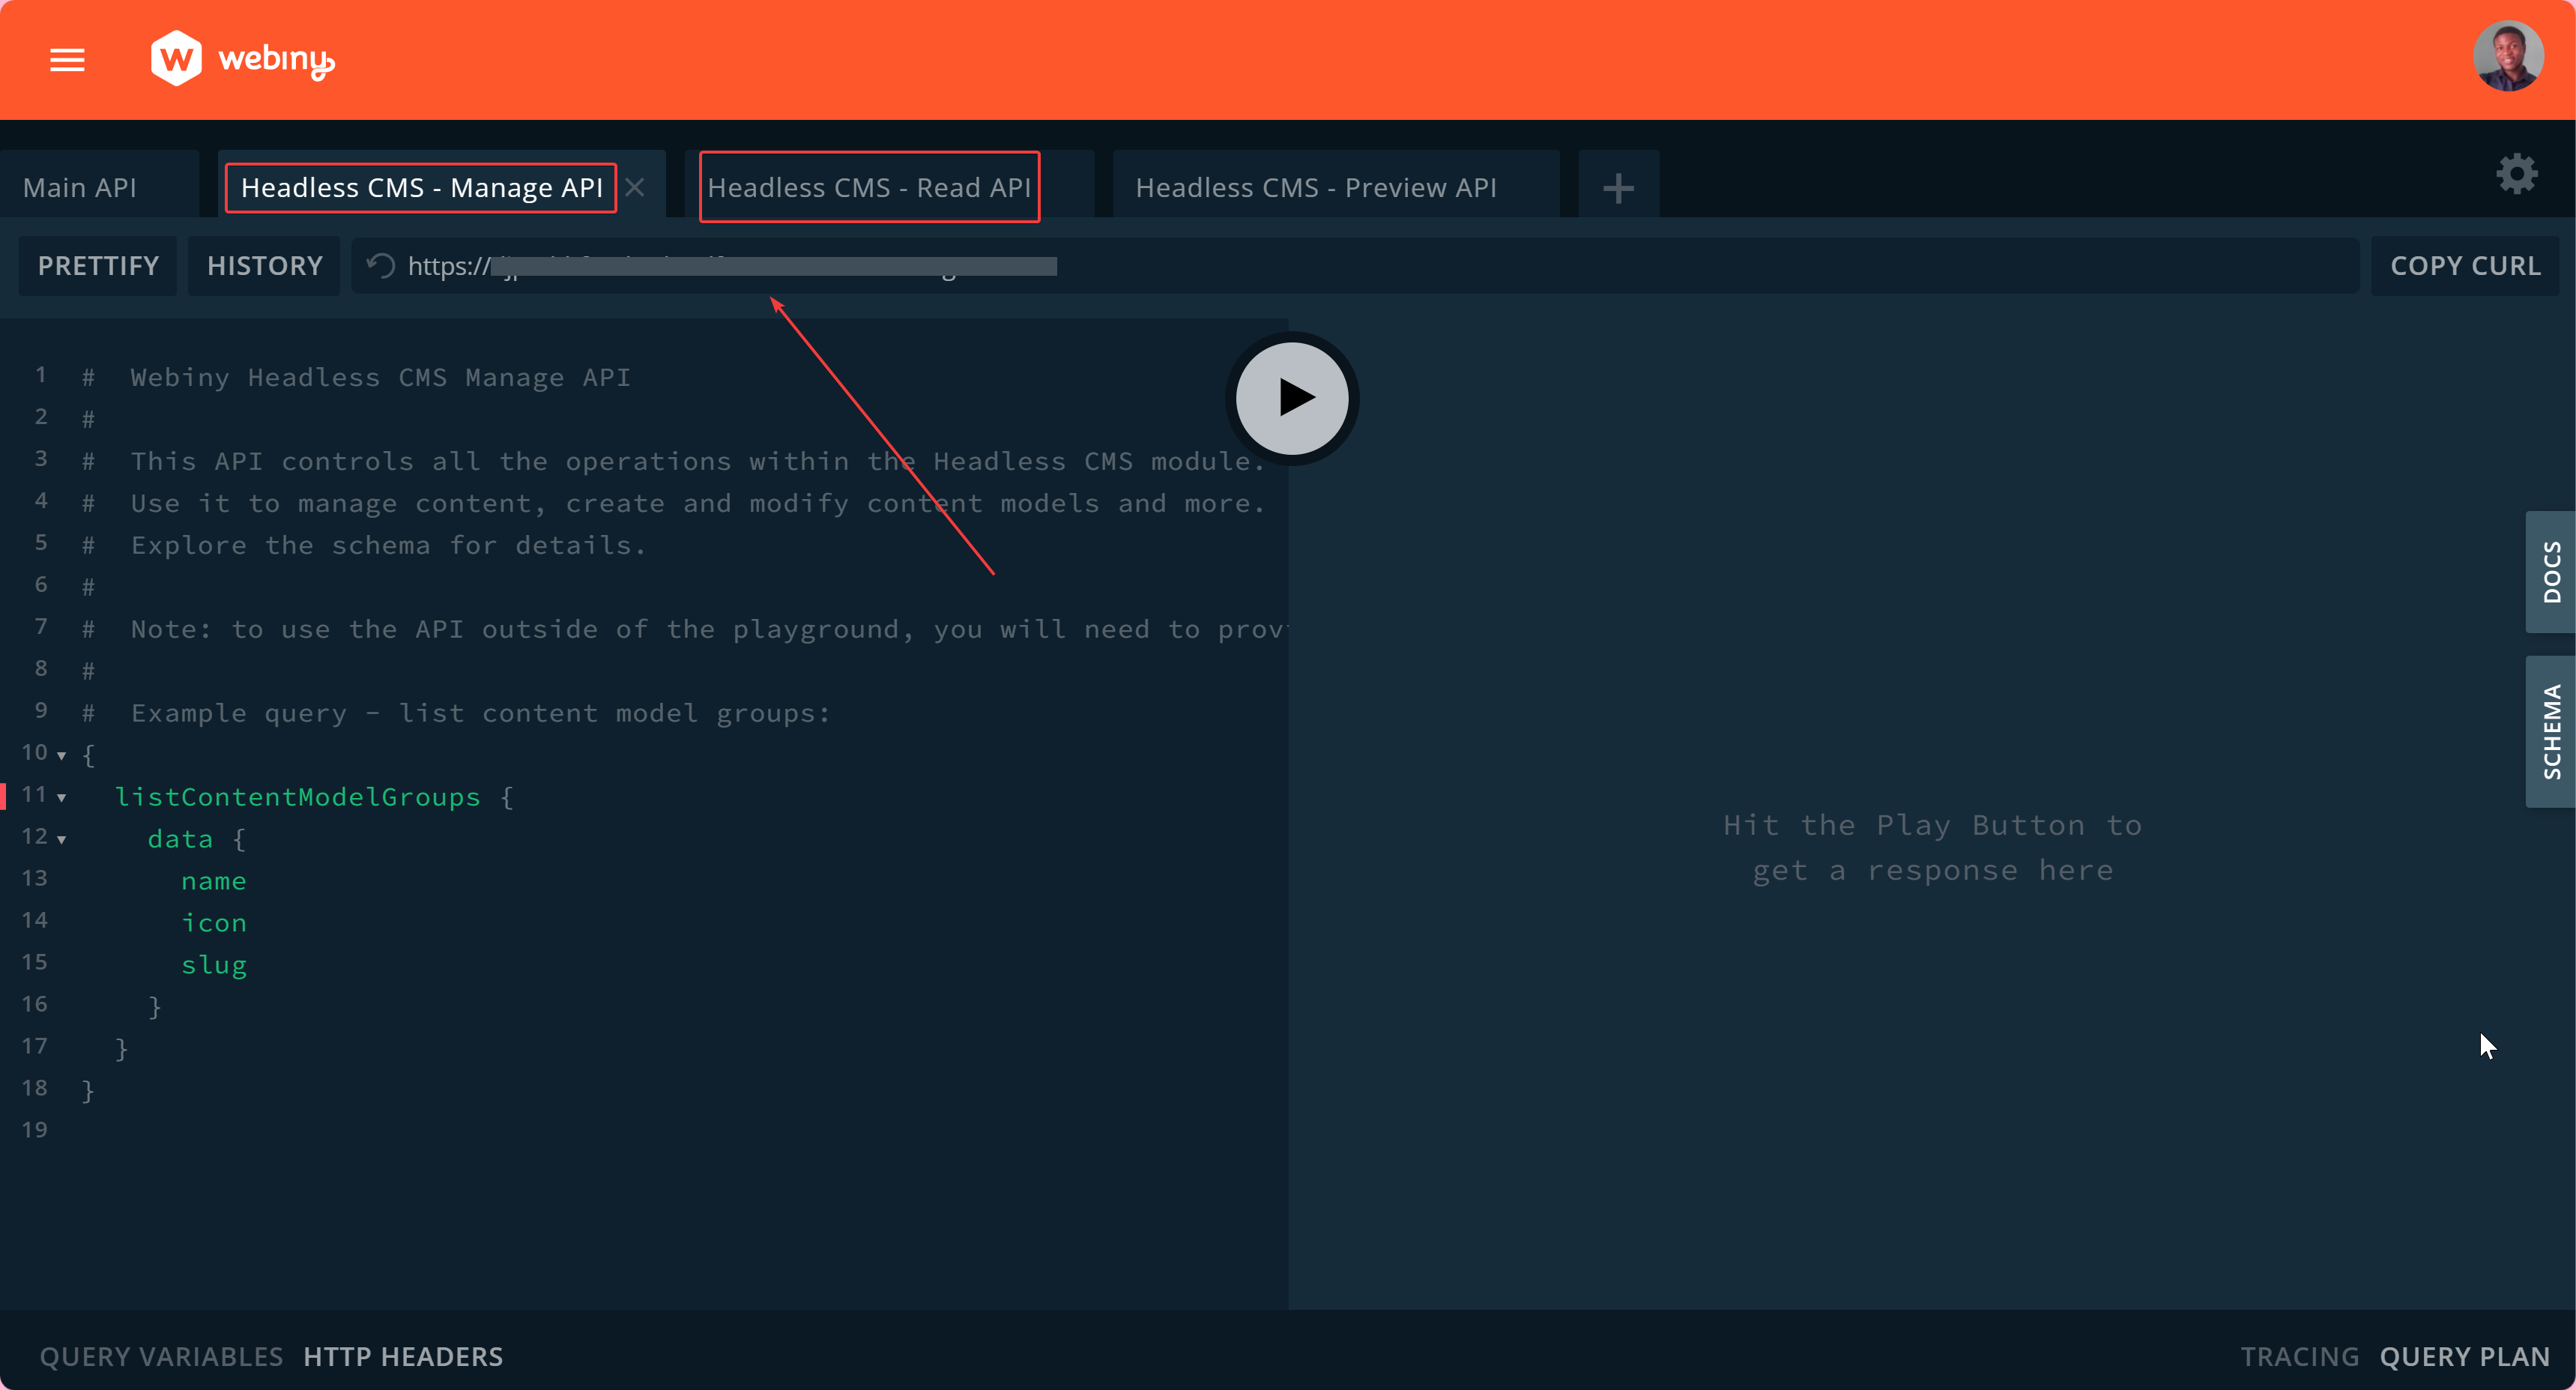 webiny
Main API
Headless CMS - Manage API
Headless CMS - Read API
Headless CMS - Preview API
PRETTIFY
HISTORY
https://
COPY CURL
1 # Webiny Headless CMS Manage API
2 #
3 # This API controls all the operations within the Headless CMS module.
4 # Use it to manage content, create and modify content models and more.
5 # Explore the schema for details.
6 #
7 # Note: to use the API outside of the playground, you will need to
8 #
9 # Example query - list content model groups:
10 {
11 listContentModelGroups {
12 data {
13 name
14 icon
15 slug
16 }
17 }
18 }
19
Hit the Play Button to
get a response here
DOCS
SCHEMA
QUERY VARIABLES
HTTP HEADERS
TRACING
QUERY PLAN